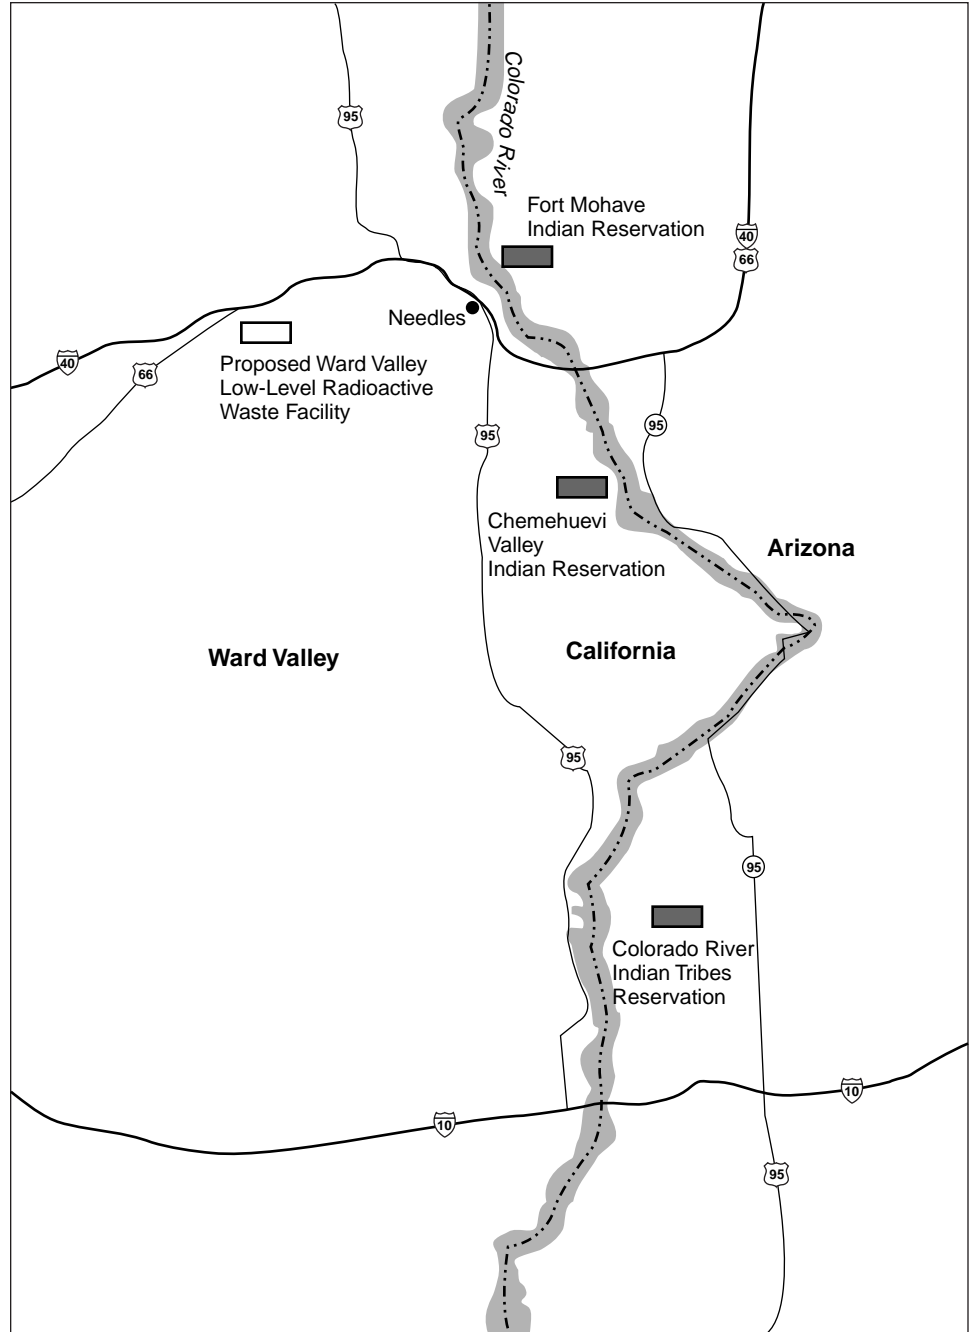 95
Colorado River
Fort Mohave
Indian Reservation
40
66
Needles
40
66
Proposed Ward Valley
Low-Level Radioactive
Waste Facility
95
95
Chemehuevi
Valley
Indian Reservation
Arizona
Ward Valley
California
95
95
Colorado River
Indian Tribes
Reservation
10
10
95